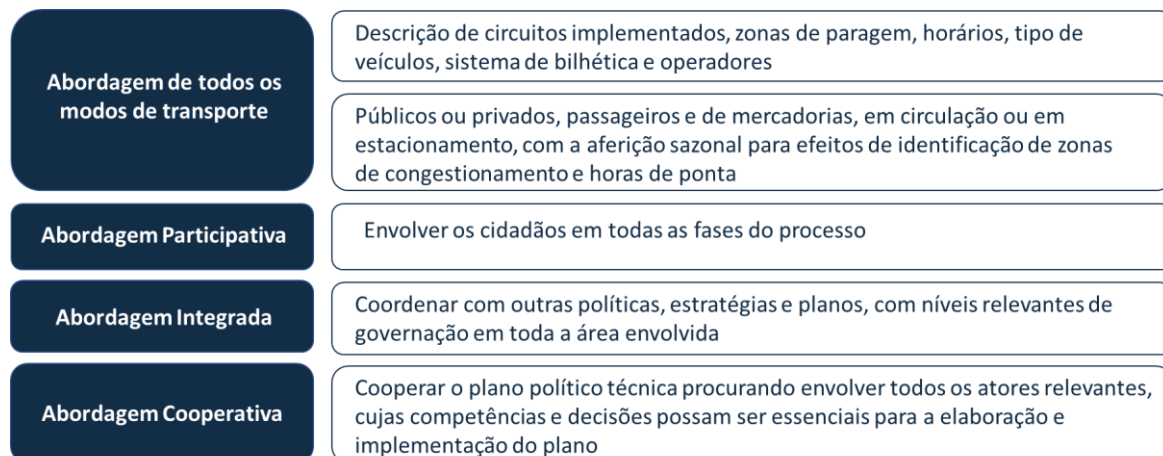 Abordagem de todos os
modos de transporte
Descrição de circuitos implementados, zonas de paragem, horários, tipo de
veículos, sistema de bilhética e operadores
Públicos ou privados, passageiros e de mercadorias, em circulação ou em
estacionamento, com a aferição sazonal para efeitos de identificação de zonas
de congestionamento e horas de ponta
Abordagem Participativa
Envolver os cidadãos em todas as fases do processo
Abordagem Integrada
Coordenar com outras políticas, estratégias e planos, com níveis relevantes de
governação em toda a área envolvida
Abordagem Cooperativa
Cooperar o plano político técnica procurando envolver todos os atores relevantes,
cujas competências e decisões possam ser essenciais para a elaboração e
implementação do plano